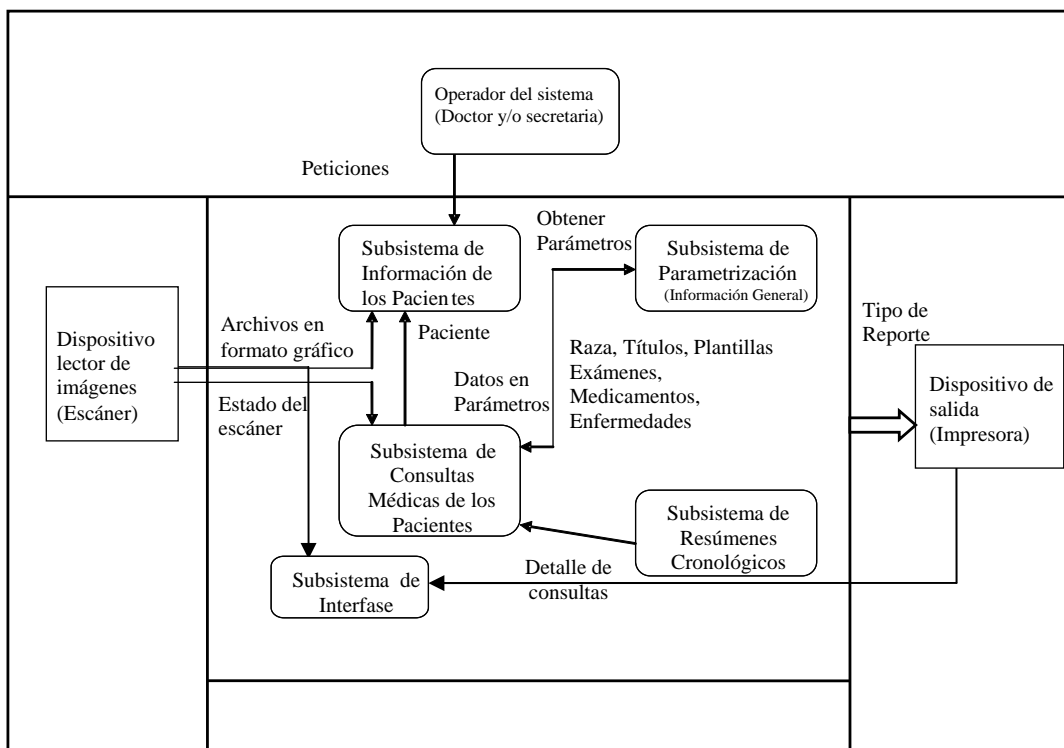 Operador del sistema
(Doctor y/o secretaria)
Peticiones
Obtener
Parámetros
Subsistema de
Información de
los Pacientes
Subsistema de
Parametrización
(Información General)
Dispositivo
lector de
imágenes
(Escáner)
Archivos en
formato gráfico
Paciente
Estado del
escáner
Datos en
Parámetros
Raza, Títulos, Plantillas
Exámenes,
Medicamentos,
Enfermedades
Tipo de
Reporte
Dispositivo de
salida
(Impresora)
Subsistema de
Consultas
Médicas de los
Pacientes
Subsistema de
Resúmenes
Cronológicos
Subsistema de
Interfase
Detalle de
consultas